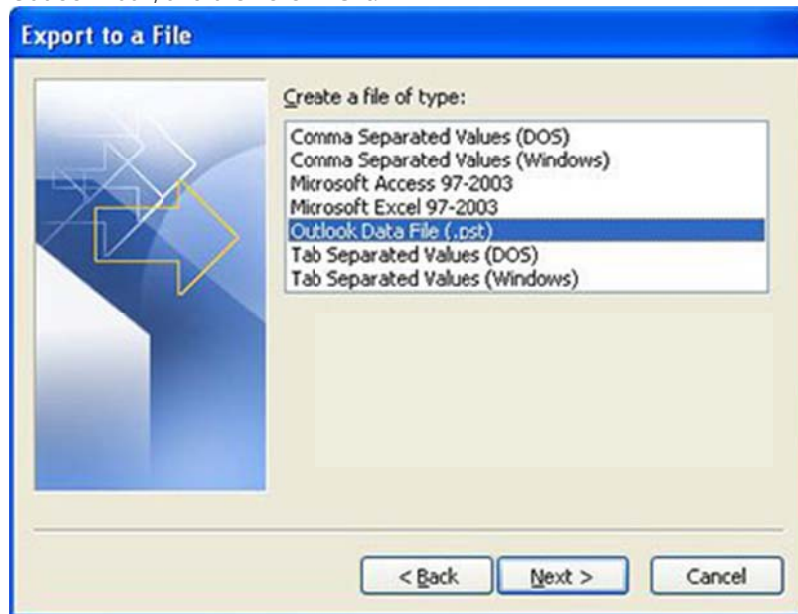 Export to a File
Create a file of type:
Comma Separated Values (DOS)
Comma Separated Values (Windows)
Microsoft Access 97-2003
Microsoft Excel 97-2003
Outlook Data File (.pst)
Tab Separated Values (DOS)
Tab Separated Values (Windows)
< Back
Next >
Cancel